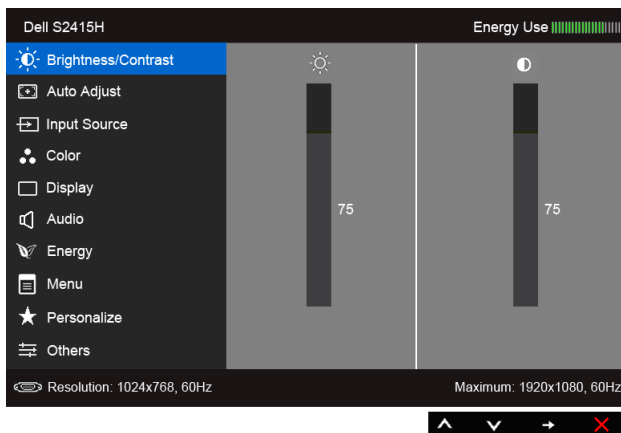 Dell S2415H
Energy Use
Brightness/Contrast
Auto Adjust
Input Source
Color
Display
Audio
Energy
Menu
Personalize
Others
75
75
Resolution: 1024x768, 60Hz
Maximum: 1920x1080, 60Hz